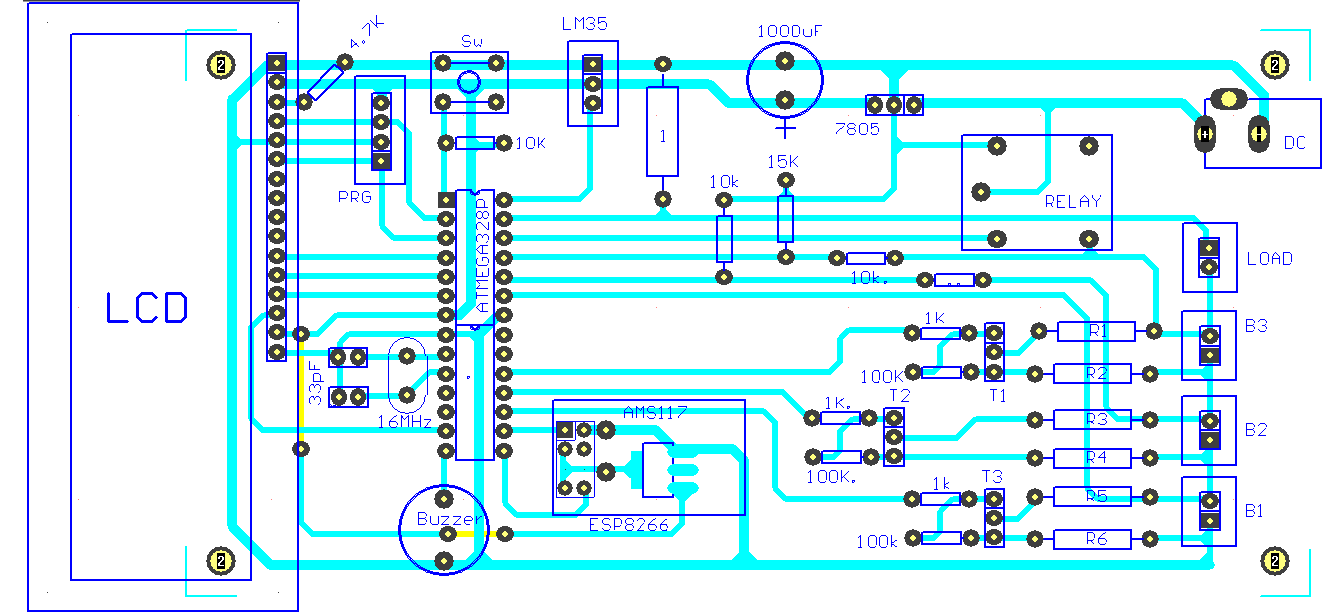 4.7K
Sw
LM35
1000uF
2
2
1
7805
DC
10K
PRG
15K
10k
RELAY
ATMEGA328P
LCD
10k.
..
LOAD
1K
R1
B3
33pF
100K
R2
16MHz
T2
T1
1K.
AMS117
R3
B2
100K.
R4
T3
1k
R5
B1
Buzzer
ESP8266
100k
R6
2
2